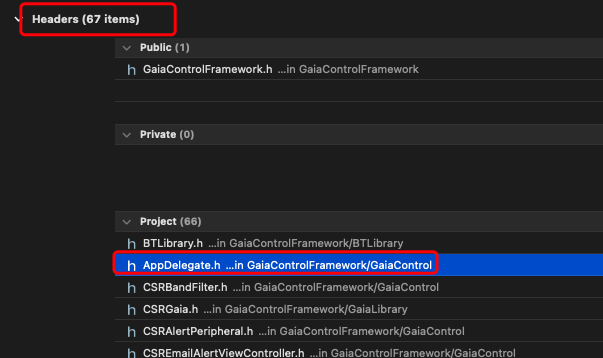 Headers (67 items)
Public (1)
h GaiaControlFramework.h ...in GaiaControlFramework
Private (0)
Project (66)
h BTLibrary.h ...in GaiaControlFramework/BTLibrary
h AppDelegate.h ...in GaiaControlFramework/GaiaControl
h CSRBandFilter.h ...in GaiaControlFramework/GaiaControl
h CSRGaia.h ...in GaiaControlFramework/GaiaLibrary
h CSRAlertPeripheral.h ...in GaiaControlFramework/GaiaControl
h CSREmailAlertViewController.h ...in GaiaControlFramework/GaiaControl